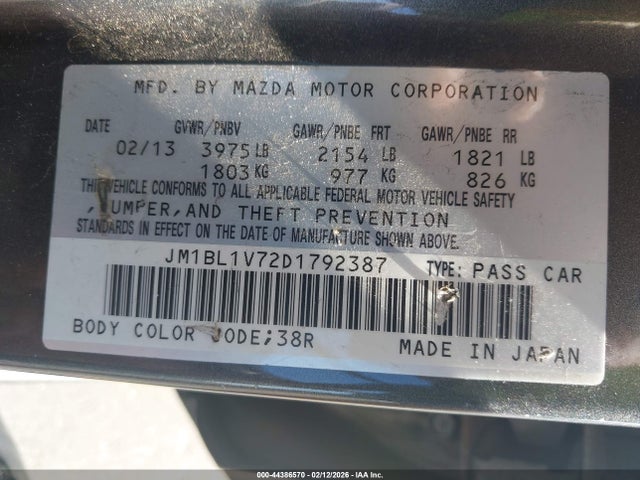 MFD. BY MAZDA MOTOR CORPORATION
DATE GVWR/PNBV GAWR/PNBE FRT GAWR/PNBE RR
02/13 3975 LB 2154 LB 1821 LB
1803 KG 977 KG 826 KG
THIS VEHICLE CONFORMS TO ALL APPLICABLE FEDERAL MOTOR VEHICLE SAFETY
,BUMPER,AND THEFT PREVENTION
STANDARDS IN EFFECT ON THE DATE OF MANUFACTURE SHOWN ABOVE.
JM1BL1V72D1792387 TYPE: PASS CAR
BODY COLOR CODE;38R MADE IN JAPAN
000-44386570 - 02/12/2026 - IAA Inc.